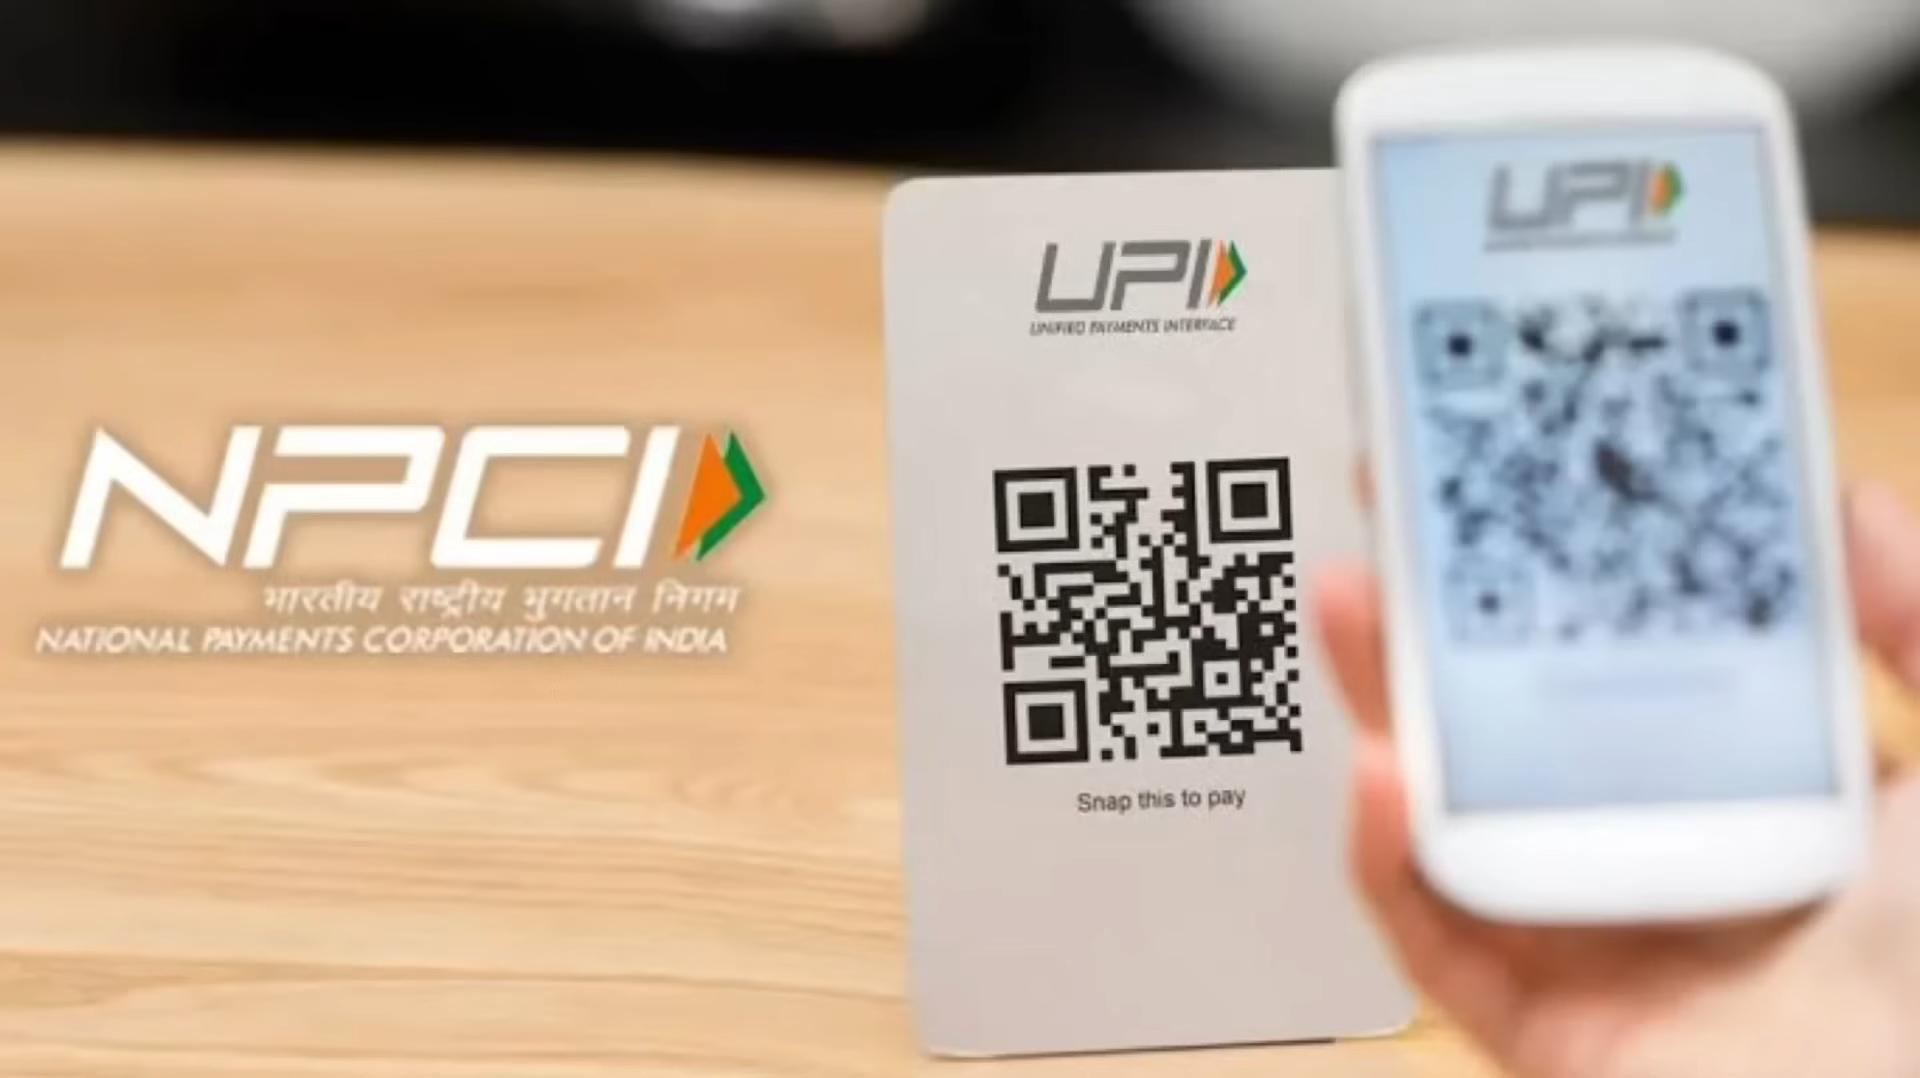 NPCI
भारतीय राष्ट्रीय भुगतान निगम
NATIONAL PAYMENTS CORPORATION OF INDIA
UPI
UNIFIED PAYMENTS INTERFACE
Snap this to pay
UPI